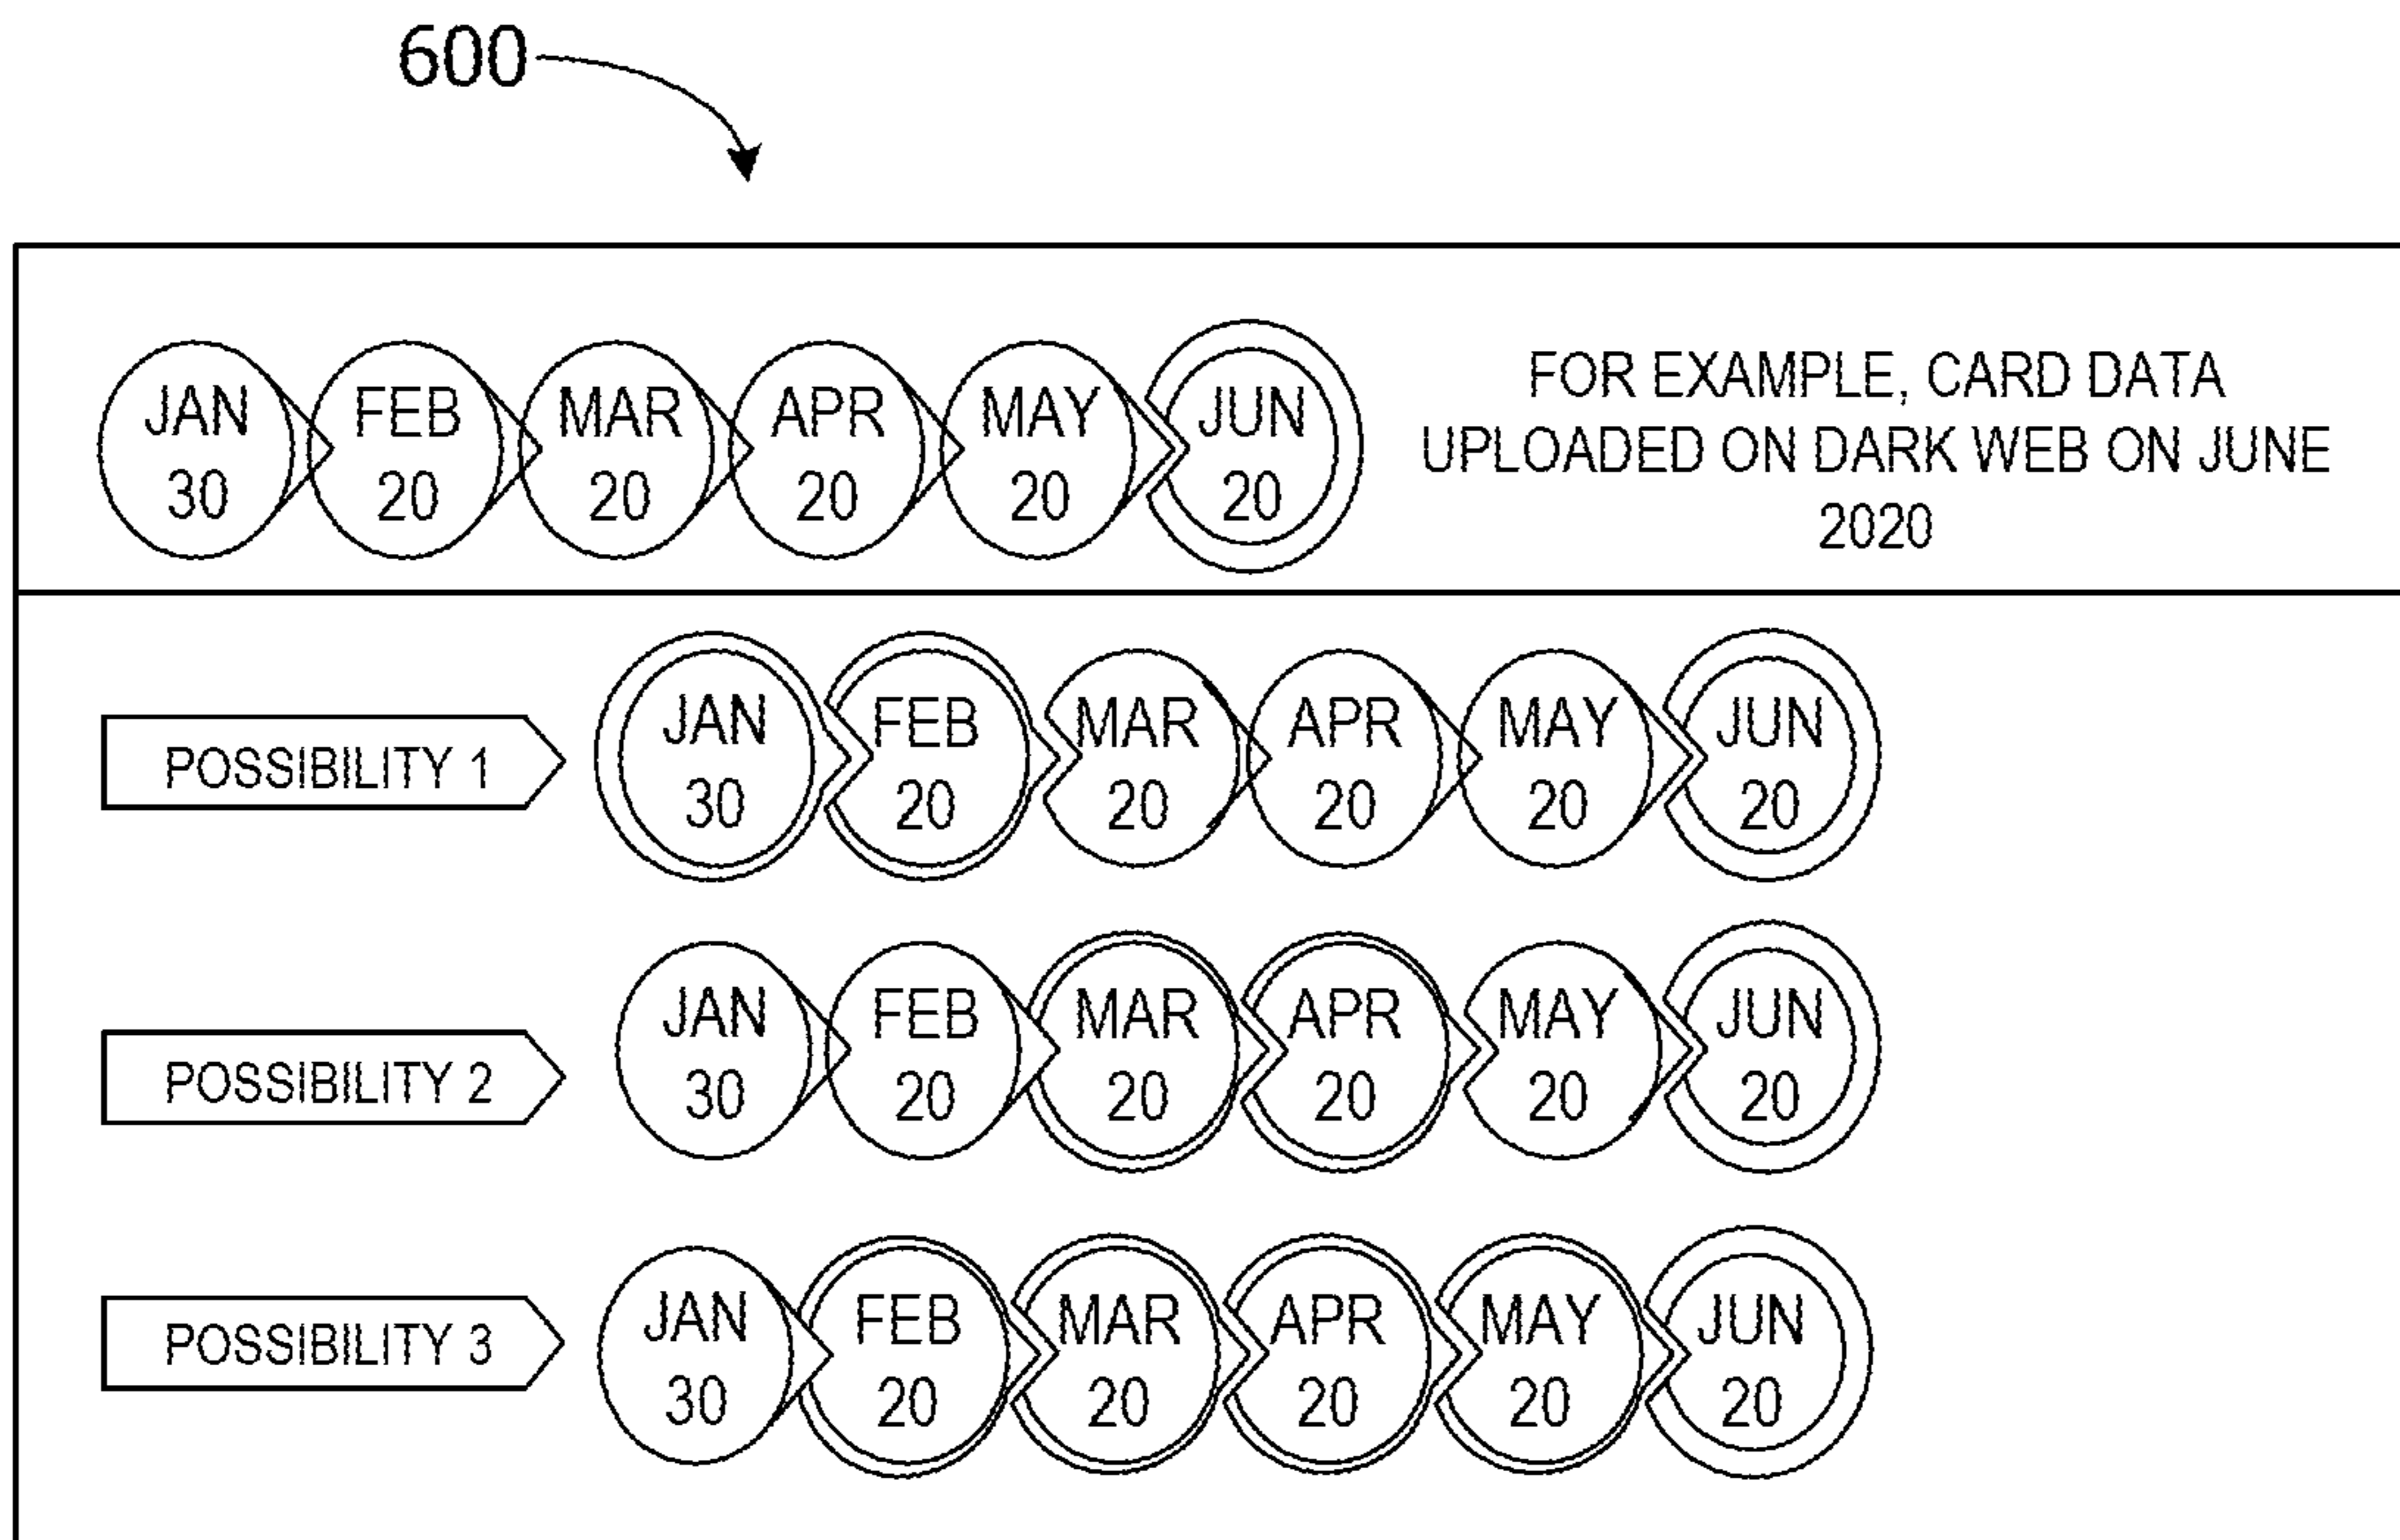 600
JAN FEB MAR APR MAY JUN
30 20 20 20 20 20
FOR EXAMPLE, CARD DATA
UPLOADED ON DARK WEB ON JUNE
2020
POSSIBILITY 1
JAN FEB MAR APR MAY JUN
30 20 20 20 20 20
POSSIBILITY 2
JAN FEB MAR APR MAY JUN
30 20 20 20 20 20
POSSIBILITY 3
JAN FEB MAR APR MAY JUN
30 20 20 20 20 20